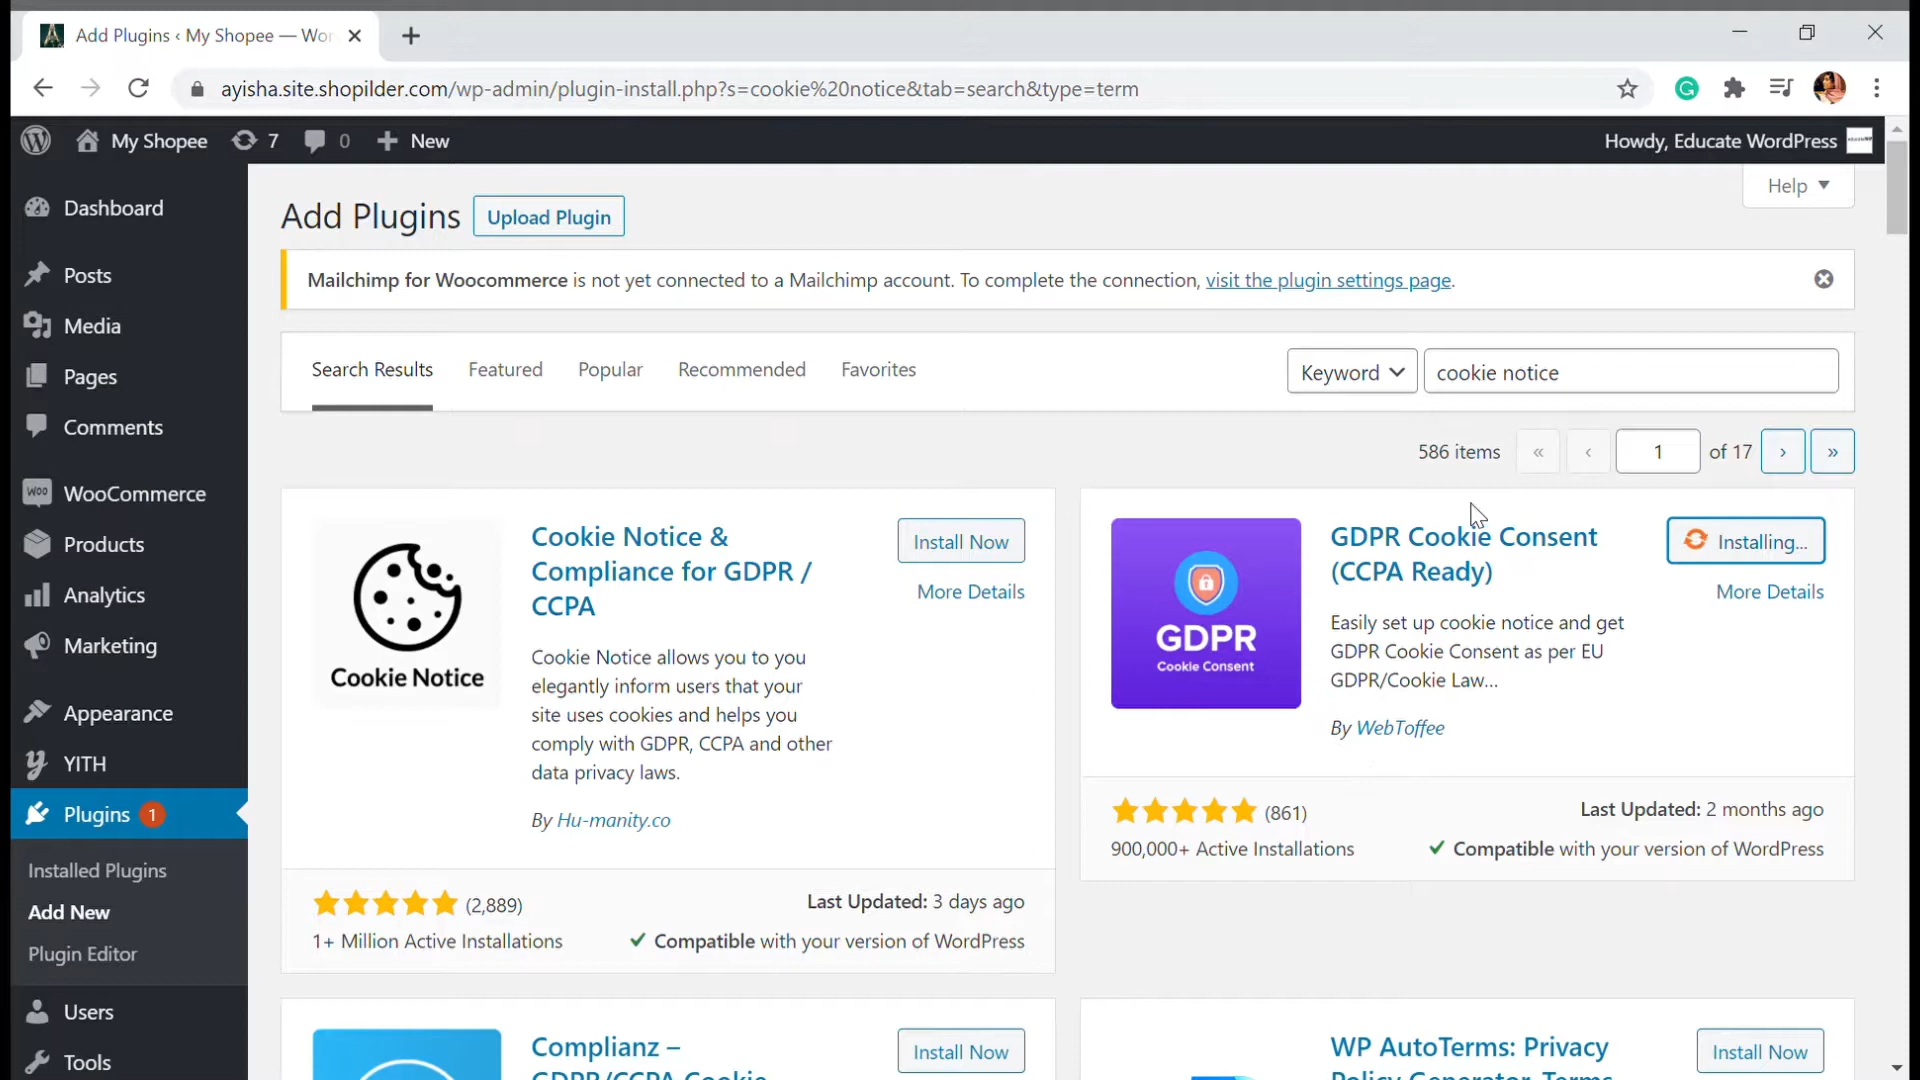 Add Plugins ‹ My Shopee — Wor
ayisha.site.shopilder.com/wp-admin/plugin-install.php?s=cookie%20notice&tab=search&type=term
My Shopee 7 0 New
Howdy, Educate WordPress
Dashboard
Posts
Media
Pages
Comments
WooCommerce
Products
Analytics
Marketing
Appearance
YITH
Plugins 1
Installed Plugins
Add New
Plugin Editor
Users
Tools
Help
Add Plugins Upload Plugin
Mailchimp for Woocommerce is not yet connected to a Mailchimp account. To complete the connection, visit the plugin settings page.
Search Results Featured Popular Recommended Favorites
Keyword cookie notice
586 items « ‹ 1 of 17 › »
Cookie Notice
Cookie Notice &
Compliance for GDPR /
CCPA
Install Now
More Details
Cookie Notice allows you to you
elegantly inform users that your
site uses cookies and helps you
comply with GDPR, CCPA and other
data privacy laws.
By Hu-manity.co
(2,889)
1+ Million Active Installations
Last Updated: 3 days ago
Compatible with your version of WordPress
GDPR
Cookie Consent
GDPR Cookie Consent
(CCPA Ready)
Installing...
More Details
Easily set up cookie notice and get
GDPR Cookie Consent as per EU
GDPR/Cookie Law...
By WebToffee
(861)
900,000+ Active Installations
Last Updated: 2 months ago
Compatible with your version of WordPress
Complianz –
GDPR/CCPA Cookie
Install Now
WP AutoTerms: Privacy
Policy Generator, Terms
Install Now